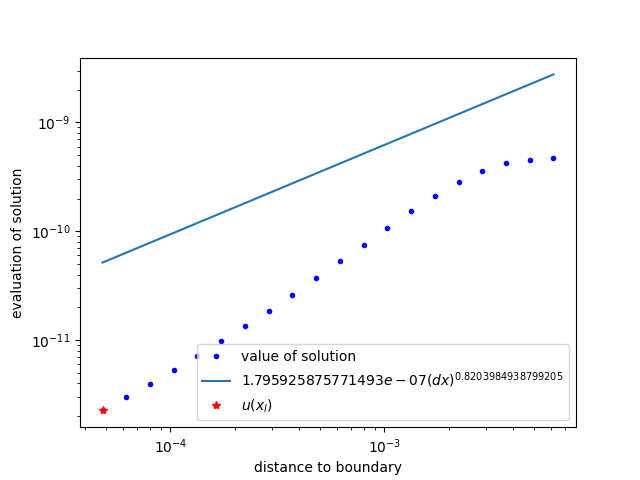 10⁻⁹
10⁻¹⁰
10⁻¹¹
evaluation of solution
value of solution
1.795925875771493e − 07(dx)^0.8203984938799205
u(x_I)
10⁻⁴
10⁻³
distance to boundary